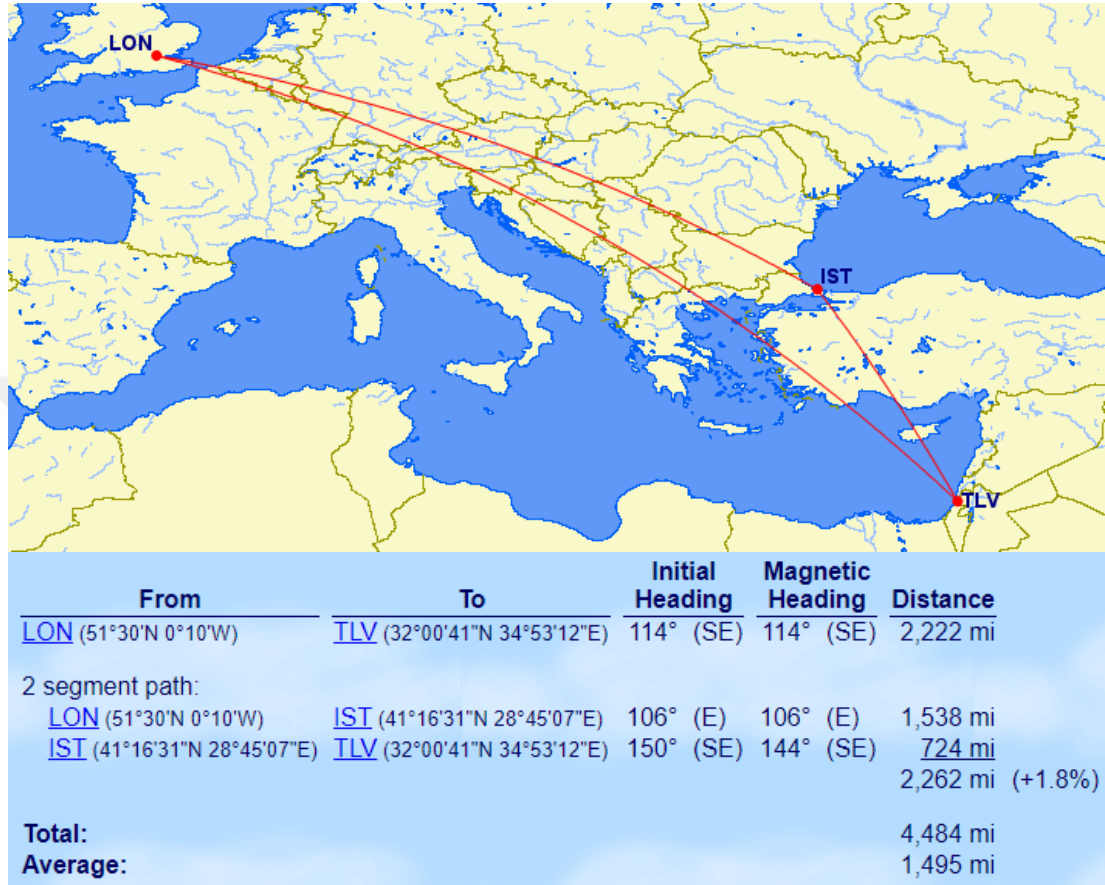 LON
IST
TLV
Initial Magnetic
From To Heading Heading Distance
LON (51°30'N 0°10'W) TLV (32°00'41"N 34°53'12"E) 114° (SE) 114° (SE) 2,222 mi
2 segment path:
LON (51°30'N 0°10'W) IST (41°16'31"N 28°45'07"E) 106° (E) 106° (E) 1,538 mi
IST (41°16'31"N 28°45'07"E) TLV (32°00'41"N 34°53'12"E) 150° (SE) 144° (SE) 724 mi
2,262 mi (+1.8%)
Total: 4,484 mi
Average: 1,495 mi